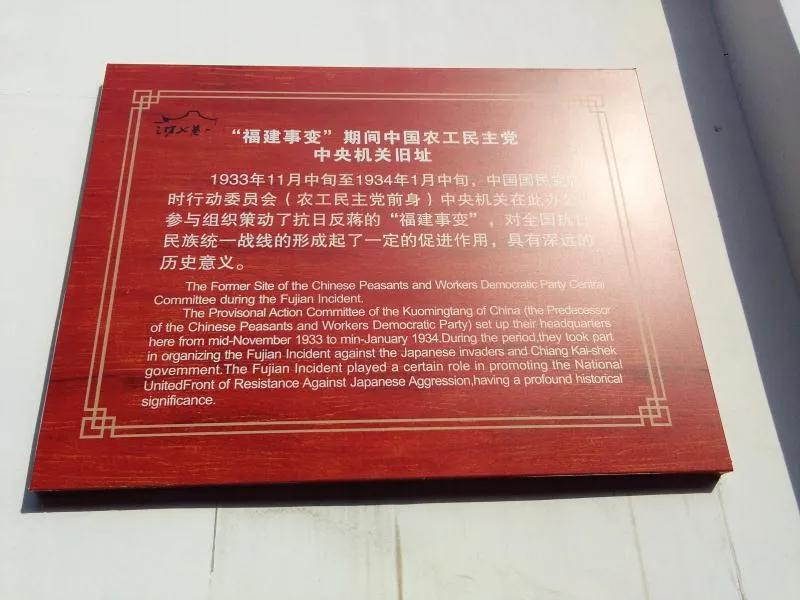 “福建事变”期间中国农工民主党
中央机关旧址
1933年11月中旬至1934年1月中旬，中国国民党临
时行动委员会（农工民主党前身）中央机关在此办公，
参与组织策动了抗日反蒋的“福建事变”，对全国抗日
民族统一战线的形成起了一定的促进作用，具有深远的
历史意义。
The Former Site of the Chinese Peasants and Workers Democratic Party Central
Committee during the Fujian Incident.
The Provisonal Action Committee of the Kuomingtang of China (the Predecessor
of the Chinese Peasants and Workers Democratic Party) set up their headquarters
here from mid-November 1933 to min-January 1934.During the period,they took part
in organizing the Fujian Incident against the Japanese invaders and Chiang Kai-shek
govemment.The Fujian Incident played a certain role in promoting the National
UnitedFront of Resistance Against Japanese Aggression,having a profound historical
significance.